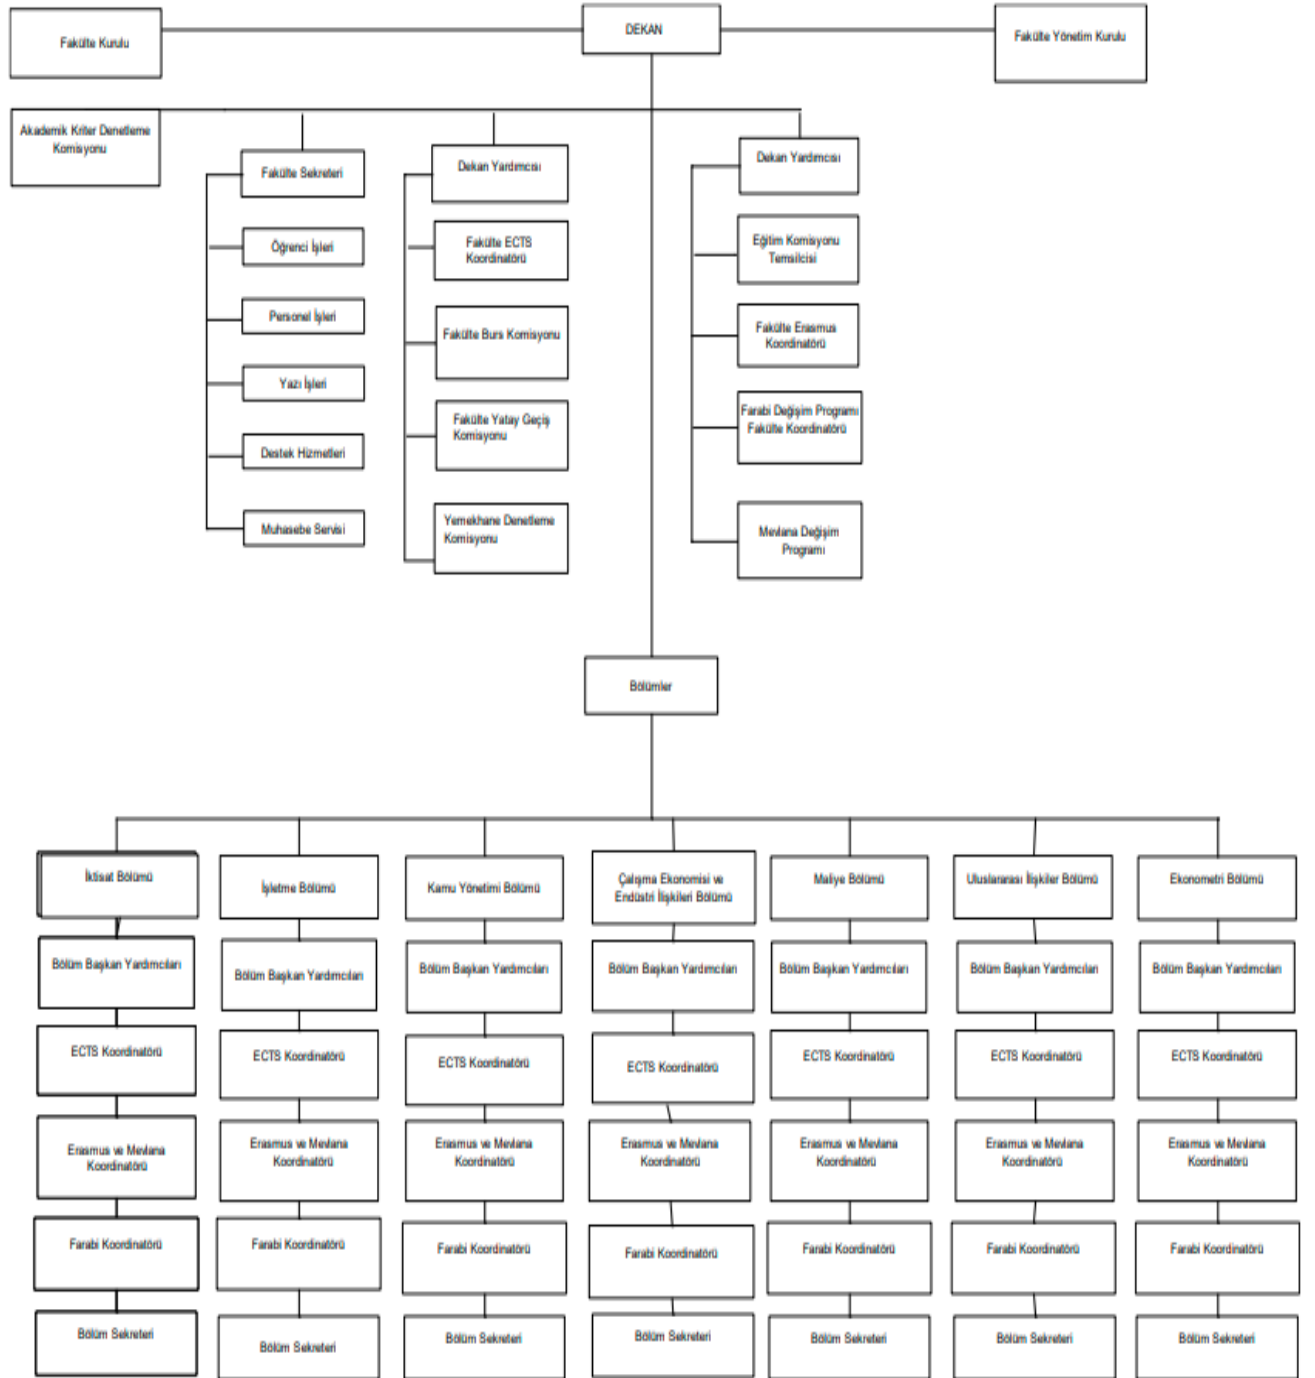 DEKAN
Fakülte Kurulu
Fakülte Yönetim Kurulu
Akademik Kriter Denetleme
Komisyonu
Fakülte Sekreteri
Öğrenci İşleri
Personel İşleri
Yazı İşleri
Destek Hizmetleri
Muhasebe Servisi
Dekan Yardımcısı
Fakülte ECTS
Koordinatörü
Fakülte Burs Komisyonu
Fakülte Yatay Geçiş
Komisyonu
Yemekhane Denetleme
Komisyonu
Dekan Yardımcısı
Eğitim Komisyonu
Temsilcisi
Fakülte Erasmus
Koordinatörü
Farabi Değişim Programı
Fakülte Koordinatörü
Mevlana Değişim
Programı
Bölümler
İktisat Bölümü
Bölüm Başkan Yardımcıları
ECTS Koordinatörü
Erasmus ve Mevlana
Koordinatörü
Farabi Koordinatörü
Bölüm Sekreteri
İşletme Bölümü
Bölüm Başkan Yardımcıları
ECTS Koordinatörü
Erasmus ve Mevlana
Koordinatörü
Farabi Koordinatörü
Bölüm Sekreteri
Kamu Yönetimi Bölümü
Bölüm Başkan Yardımcıları
ECTS Koordinatörü
Erasmus ve Mevlana
Koordinatörü
Farabi Koordinatörü
Bölüm Sekreteri
Çalışma Ekonomisi ve
Endüstri İlişkileri Bölümü
Bölüm Başkan Yardımcıları
ECTS Koordinatörü
Erasmus ve Mevlana
Koordinatörü
Farabi Koordinatörü
Bölüm Sekreteri
Maliye Bölümü
Bölüm Başkan Yardımcıları
ECTS Koordinatörü
Erasmus ve Mevlana
Koordinatörü
Farabi Koordinatörü
Bölüm Sekreteri
Uluslararası İlişkiler Bölümü
Bölüm Başkan Yardımcıları
ECTS Koordinatörü
Erasmus ve Mevlana
Koordinatörü
Farabi Koordinatörü
Bölüm Sekreteri
Ekonometri Bölümü
Bölüm Başkan Yardımcıları
ECTS Koordinatörü
Erasmus ve Mevlana
Koordinatörü
Farabi Koordinatörü
Bölüm Sekreteri